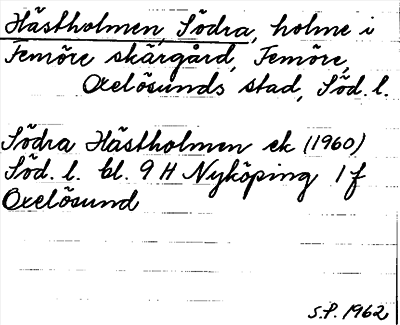 Hästholmen, Södra, holme i
Femöre skärgård, Femöre,
Oxelösunds stad, Söd. l.
Södra Hästholmen ek (1960)
Söd. l. bl. 9 H Nyköping 1 f
Oxelösund
S.P. 1962